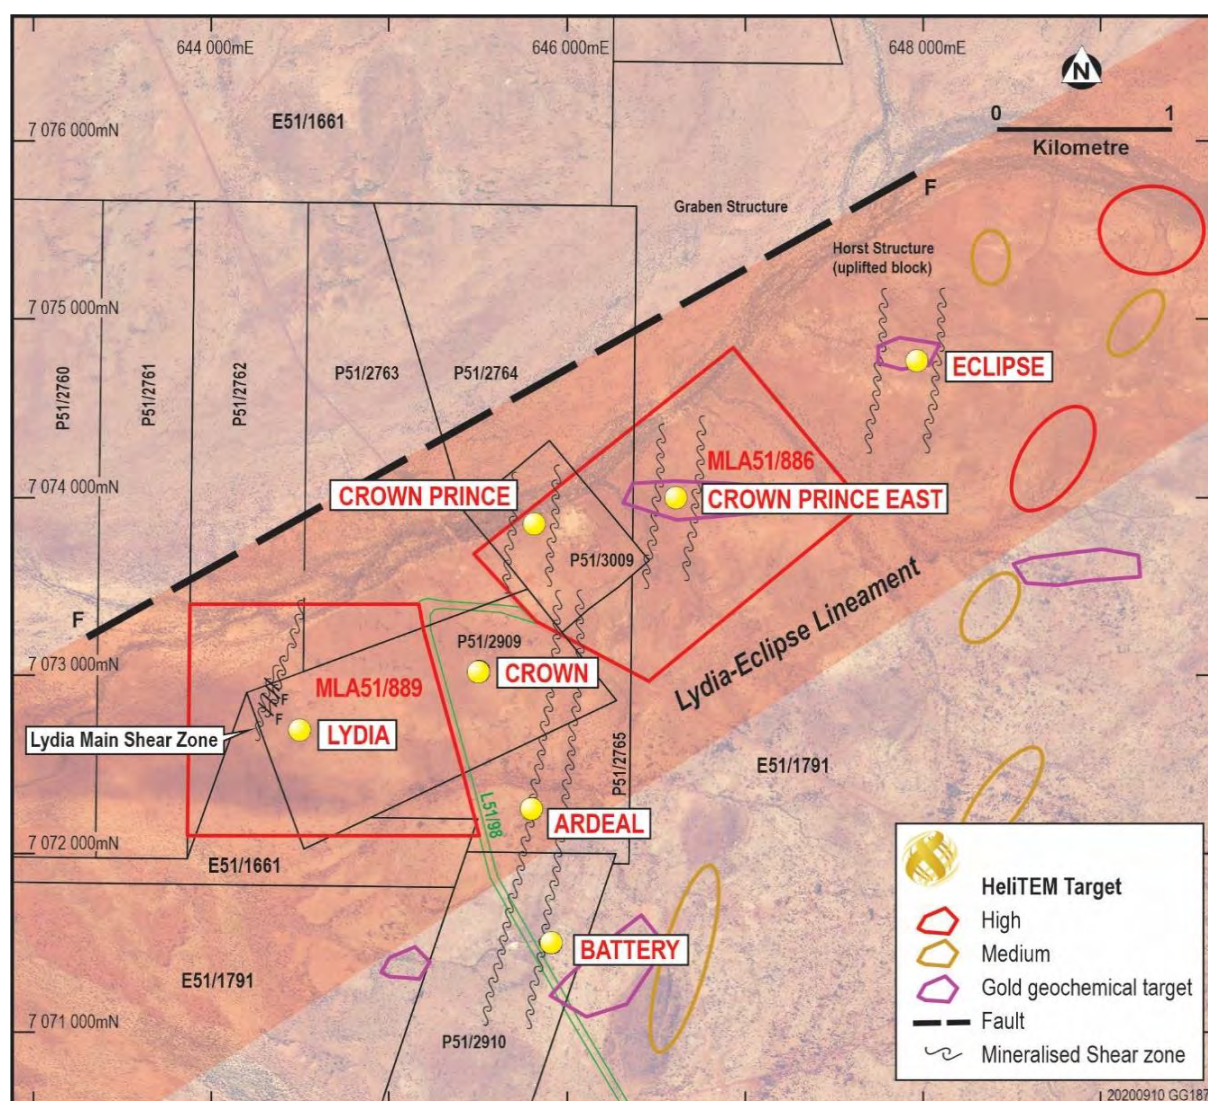 644 000mE
646 000mE
648 000mE
N
0
1
Kilometre
7 076 000mN
E51/1661
F
Graben Structure
Horst Structure
(uplifted block)
7 075 000mN
P51/2760
P51/2761
P51/2762
P51/2763
P51/2764
ECLIPSE
MLA51/886
7 074 000mN
CROWN PRINCE
CROWN PRINCE EAST
P51/3009
F
P51/2909
7 073 000mN
MLA51/889
CROWN
Lydia-Eclipse Lineament
F
F
Lydia Main Shear Zone
LYDIA
P51/2765
E51/1791
L51/98
ARDEAL
7 072 000mN
E51/1661
BATTERY
E51/1791
7 071 000mN
P51/2910
HeliTEM Target
High
Medium
Gold geochemical target
Fault
Mineralised Shear zone
20200910 GG187